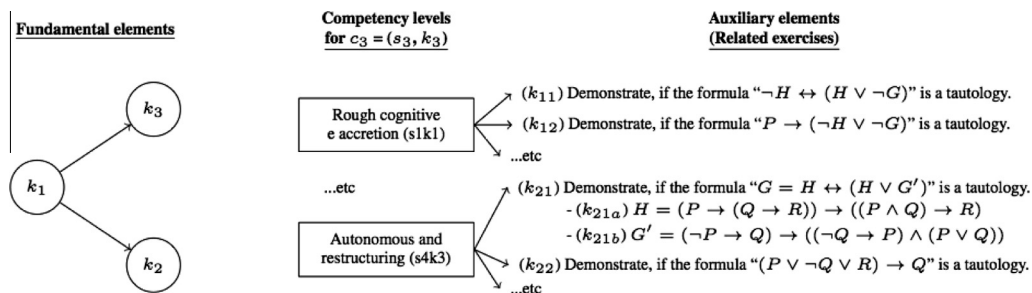 Fundamental elements
Competency levels
for c₃ = (s₃, k₃)
Auxiliary elements
(Related exercises)
k₃
k₁
k₂
Rough cognitive
e accretion (s1k1)
...etc
Autonomous and
restructuring (s4k3)
(k₁₁) Demonstrate, if the formula “¬H ↔ (H ∨ ¬G)” is a tautology.
(k₁₂) Demonstrate, if the formula “P → (¬H ∨ ¬G)” is a tautology.
...etc
(k₂₁) Demonstrate, if the formula “G = H ↔ (H ∨ G′)” is a tautology.
- (k₂₁ₐ) H = (P → (Q → R)) → ((P ∧ Q) → R)
- (k₂₁b) G′ = (¬P → Q) → ((¬Q → P) ∧ (P ∨ Q))
(k₂₂) Demonstrate, if the formula “(P ∨ ¬Q ∨ R) → Q” is a tautology.
...etc